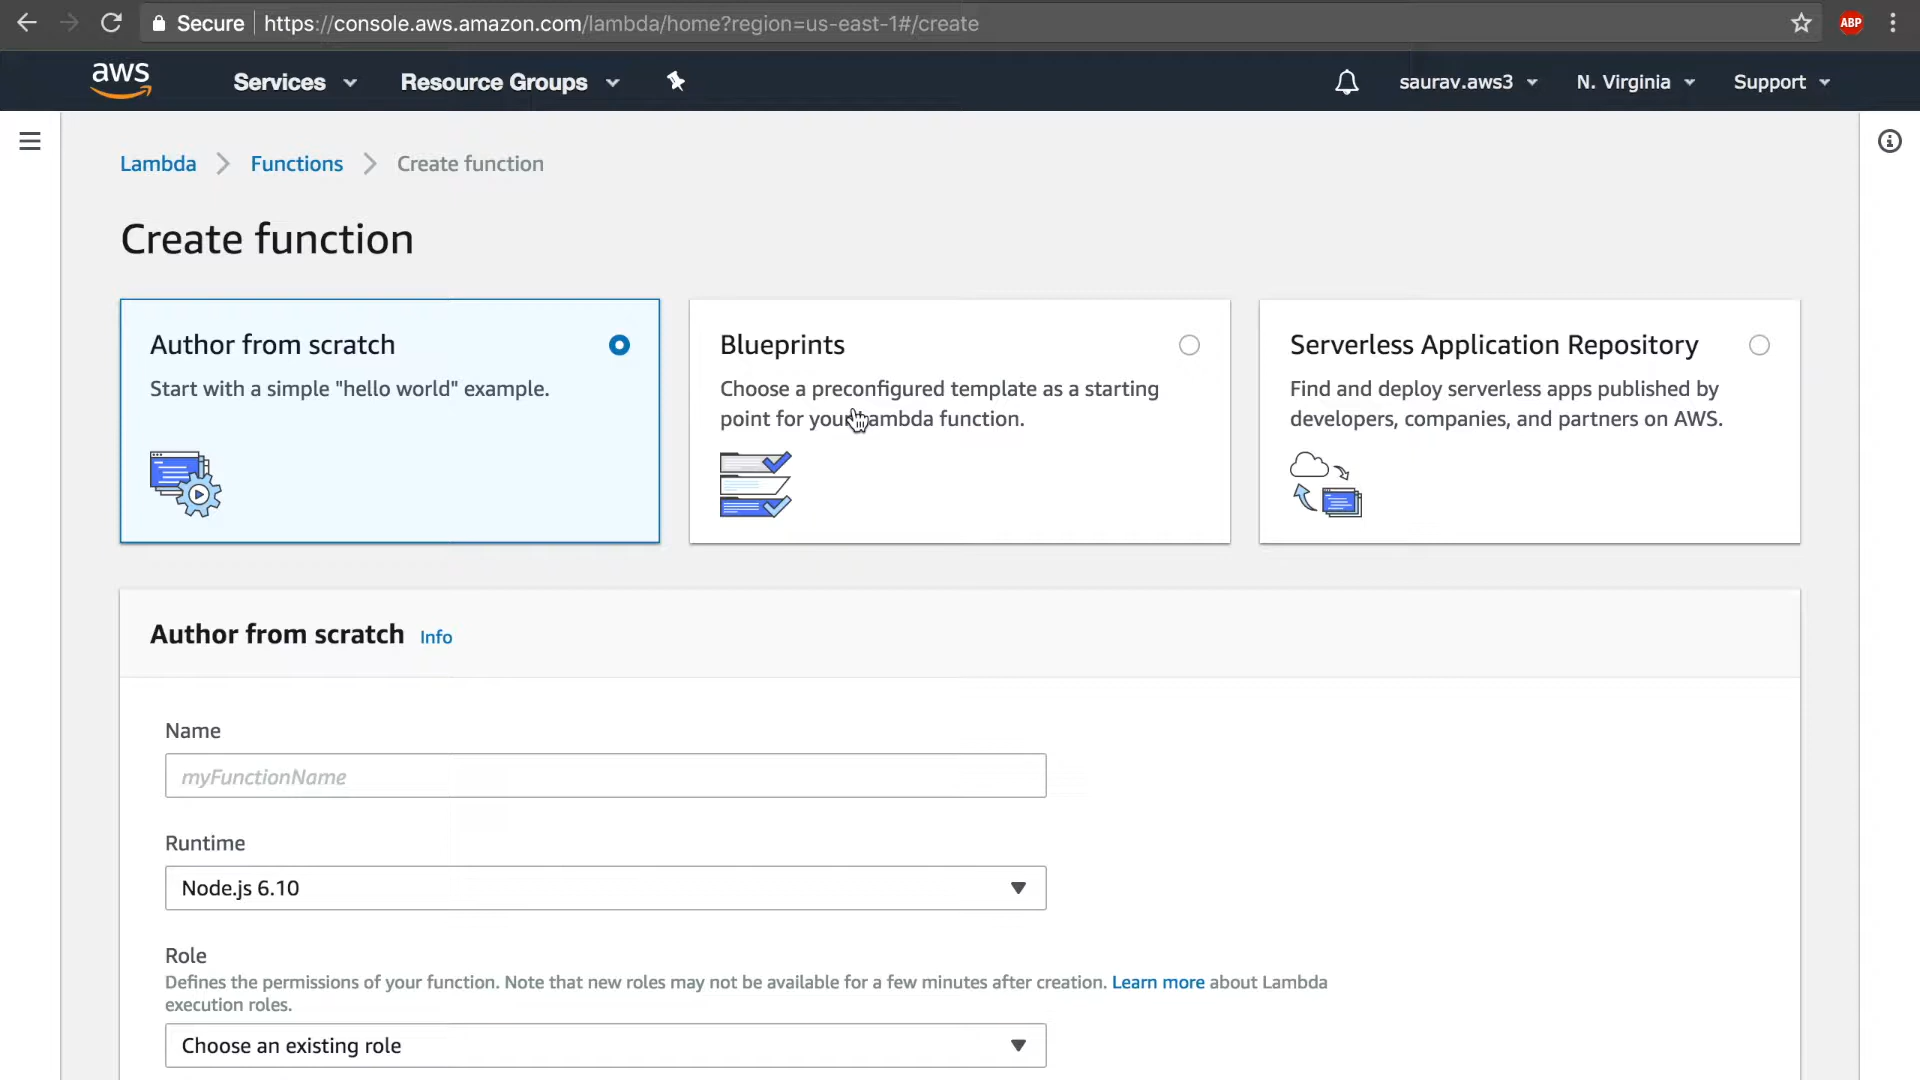 Secure https://console.aws.amazon.com/lambda/home?region=us-east-1#/create
ABP
aws Services Resource Groups saurav.aws3 N. Virginia Support
Lambda Functions Create function
Create function
Author from scratch
Start with a simple "hello world" example.
Blueprints
Choose a preconfigured template as a starting
point for your Lambda function.
Serverless Application Repository
Find and deploy serverless apps published by
developers, companies, and partners on AWS.
Author from scratch Info
Name
myFunctionName
Runtime
Node.js 6.10
Role
Defines the permissions of your function. Note that new roles may not be available for a few minutes after creation. Learn more about Lambda
execution roles.
Choose an existing role